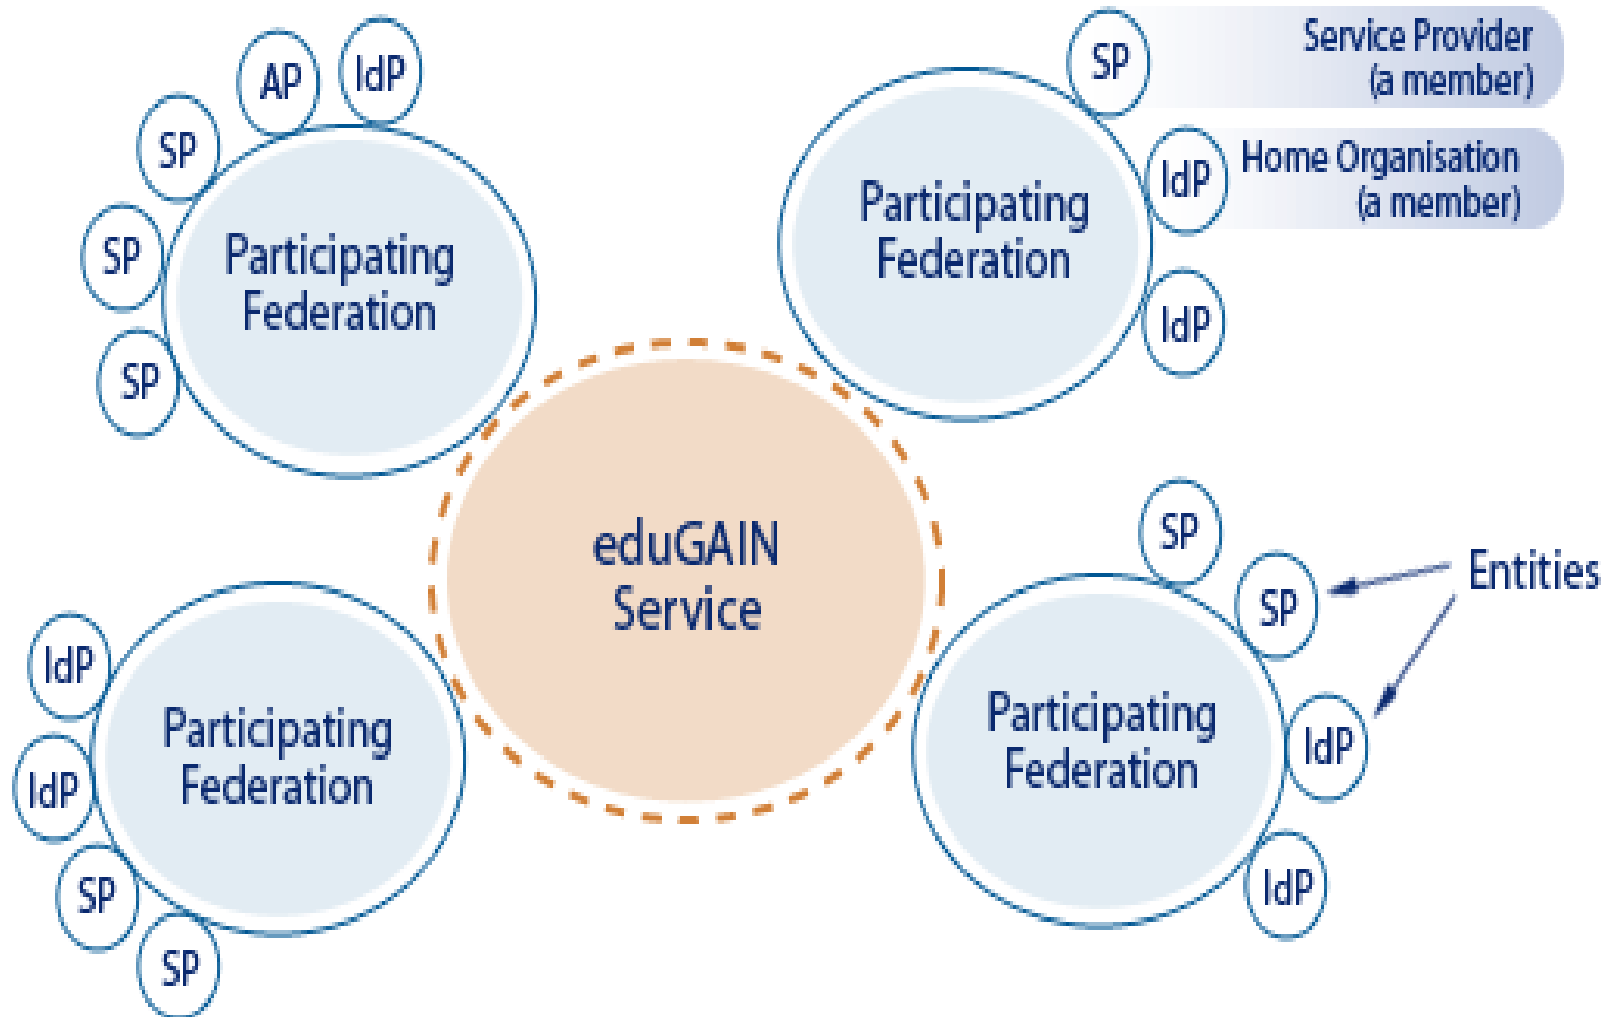 AP
IdP
SP
SP
SP
Participating
Federation
SP
Service Provider
(a member)
IdP
Home Organisation
(a member)
IdP
Participating
Federation
eduGAIN
Service
IdP
IdP
SP
SP
Participating
Federation
SP
SP
IdP
IdP
Entities
Participating
Federation